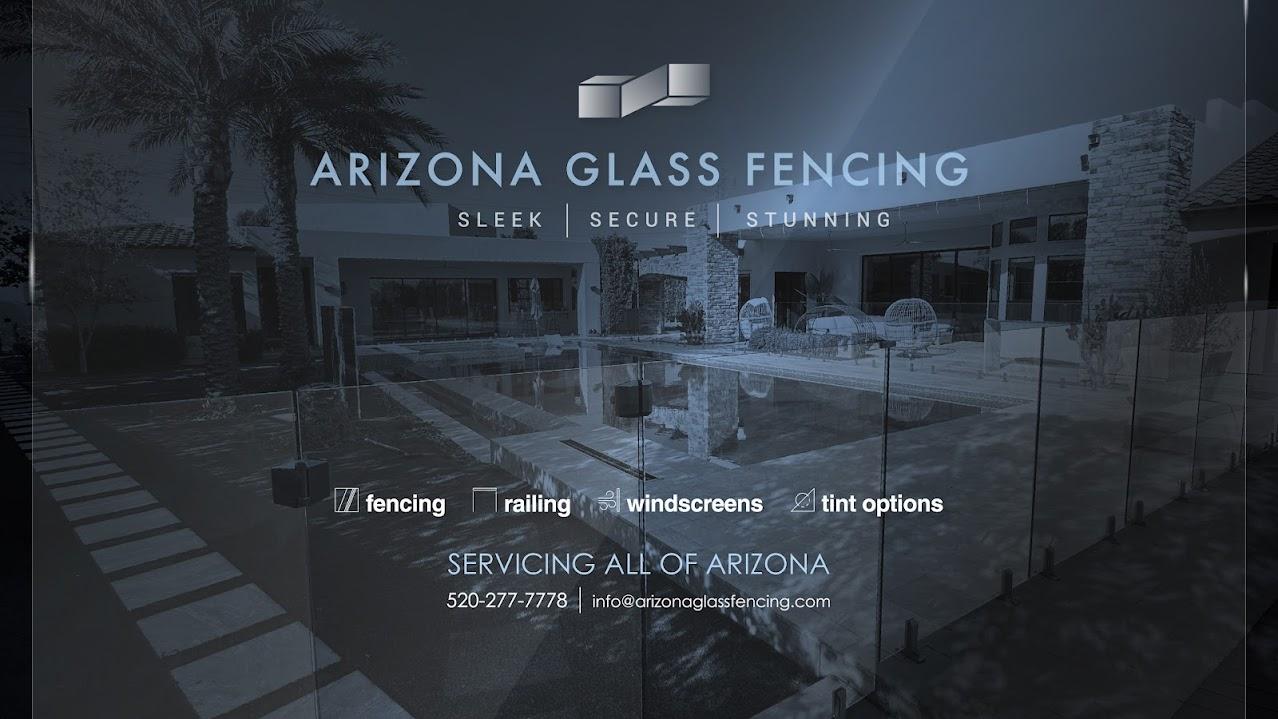 ARIZONA GLASS FENCING
SLEEK | SECURE | STUNNING
fencing railing windscreens tint options
SERVICING ALL OF ARIZONA
520-277-7778 | info@arizonaglassfencing.com